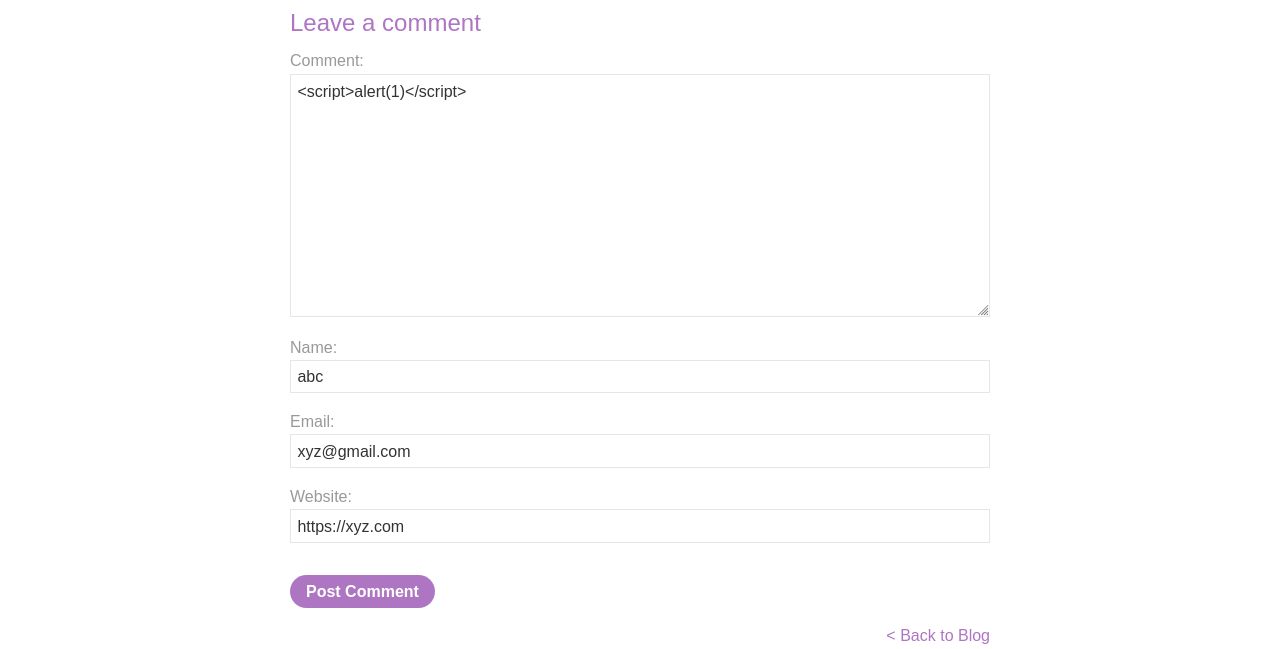 Leave a comment
Comment:
<script>alert(1)</script>
Name:
abc
Email:
xyz@gmail.com
Website:
https://xyz.com
Post Comment
< Back to Blog